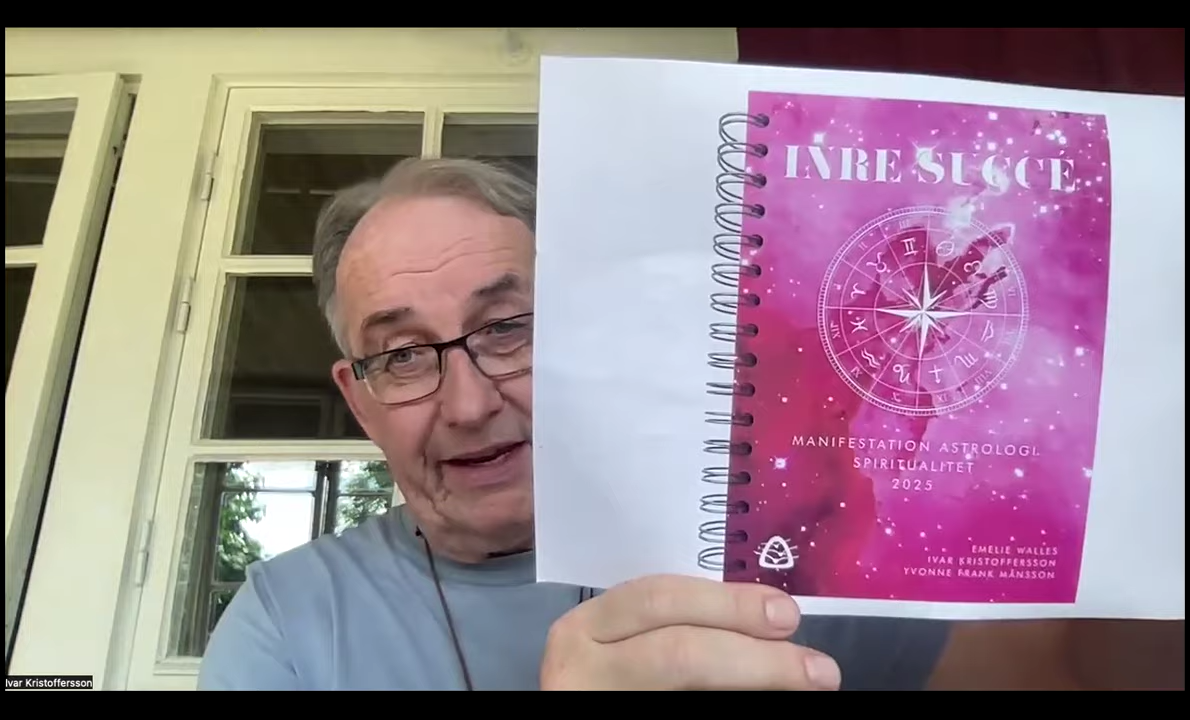 INRE SUCCÉ
MANIFESTATION ASTROLOGI.
SPIRITUALITET
2025
EMELIE WALLES
IVAR KRISTOFFERSSON
YVONNE FRANK MÅNSSON
Ivar Kristoffersson